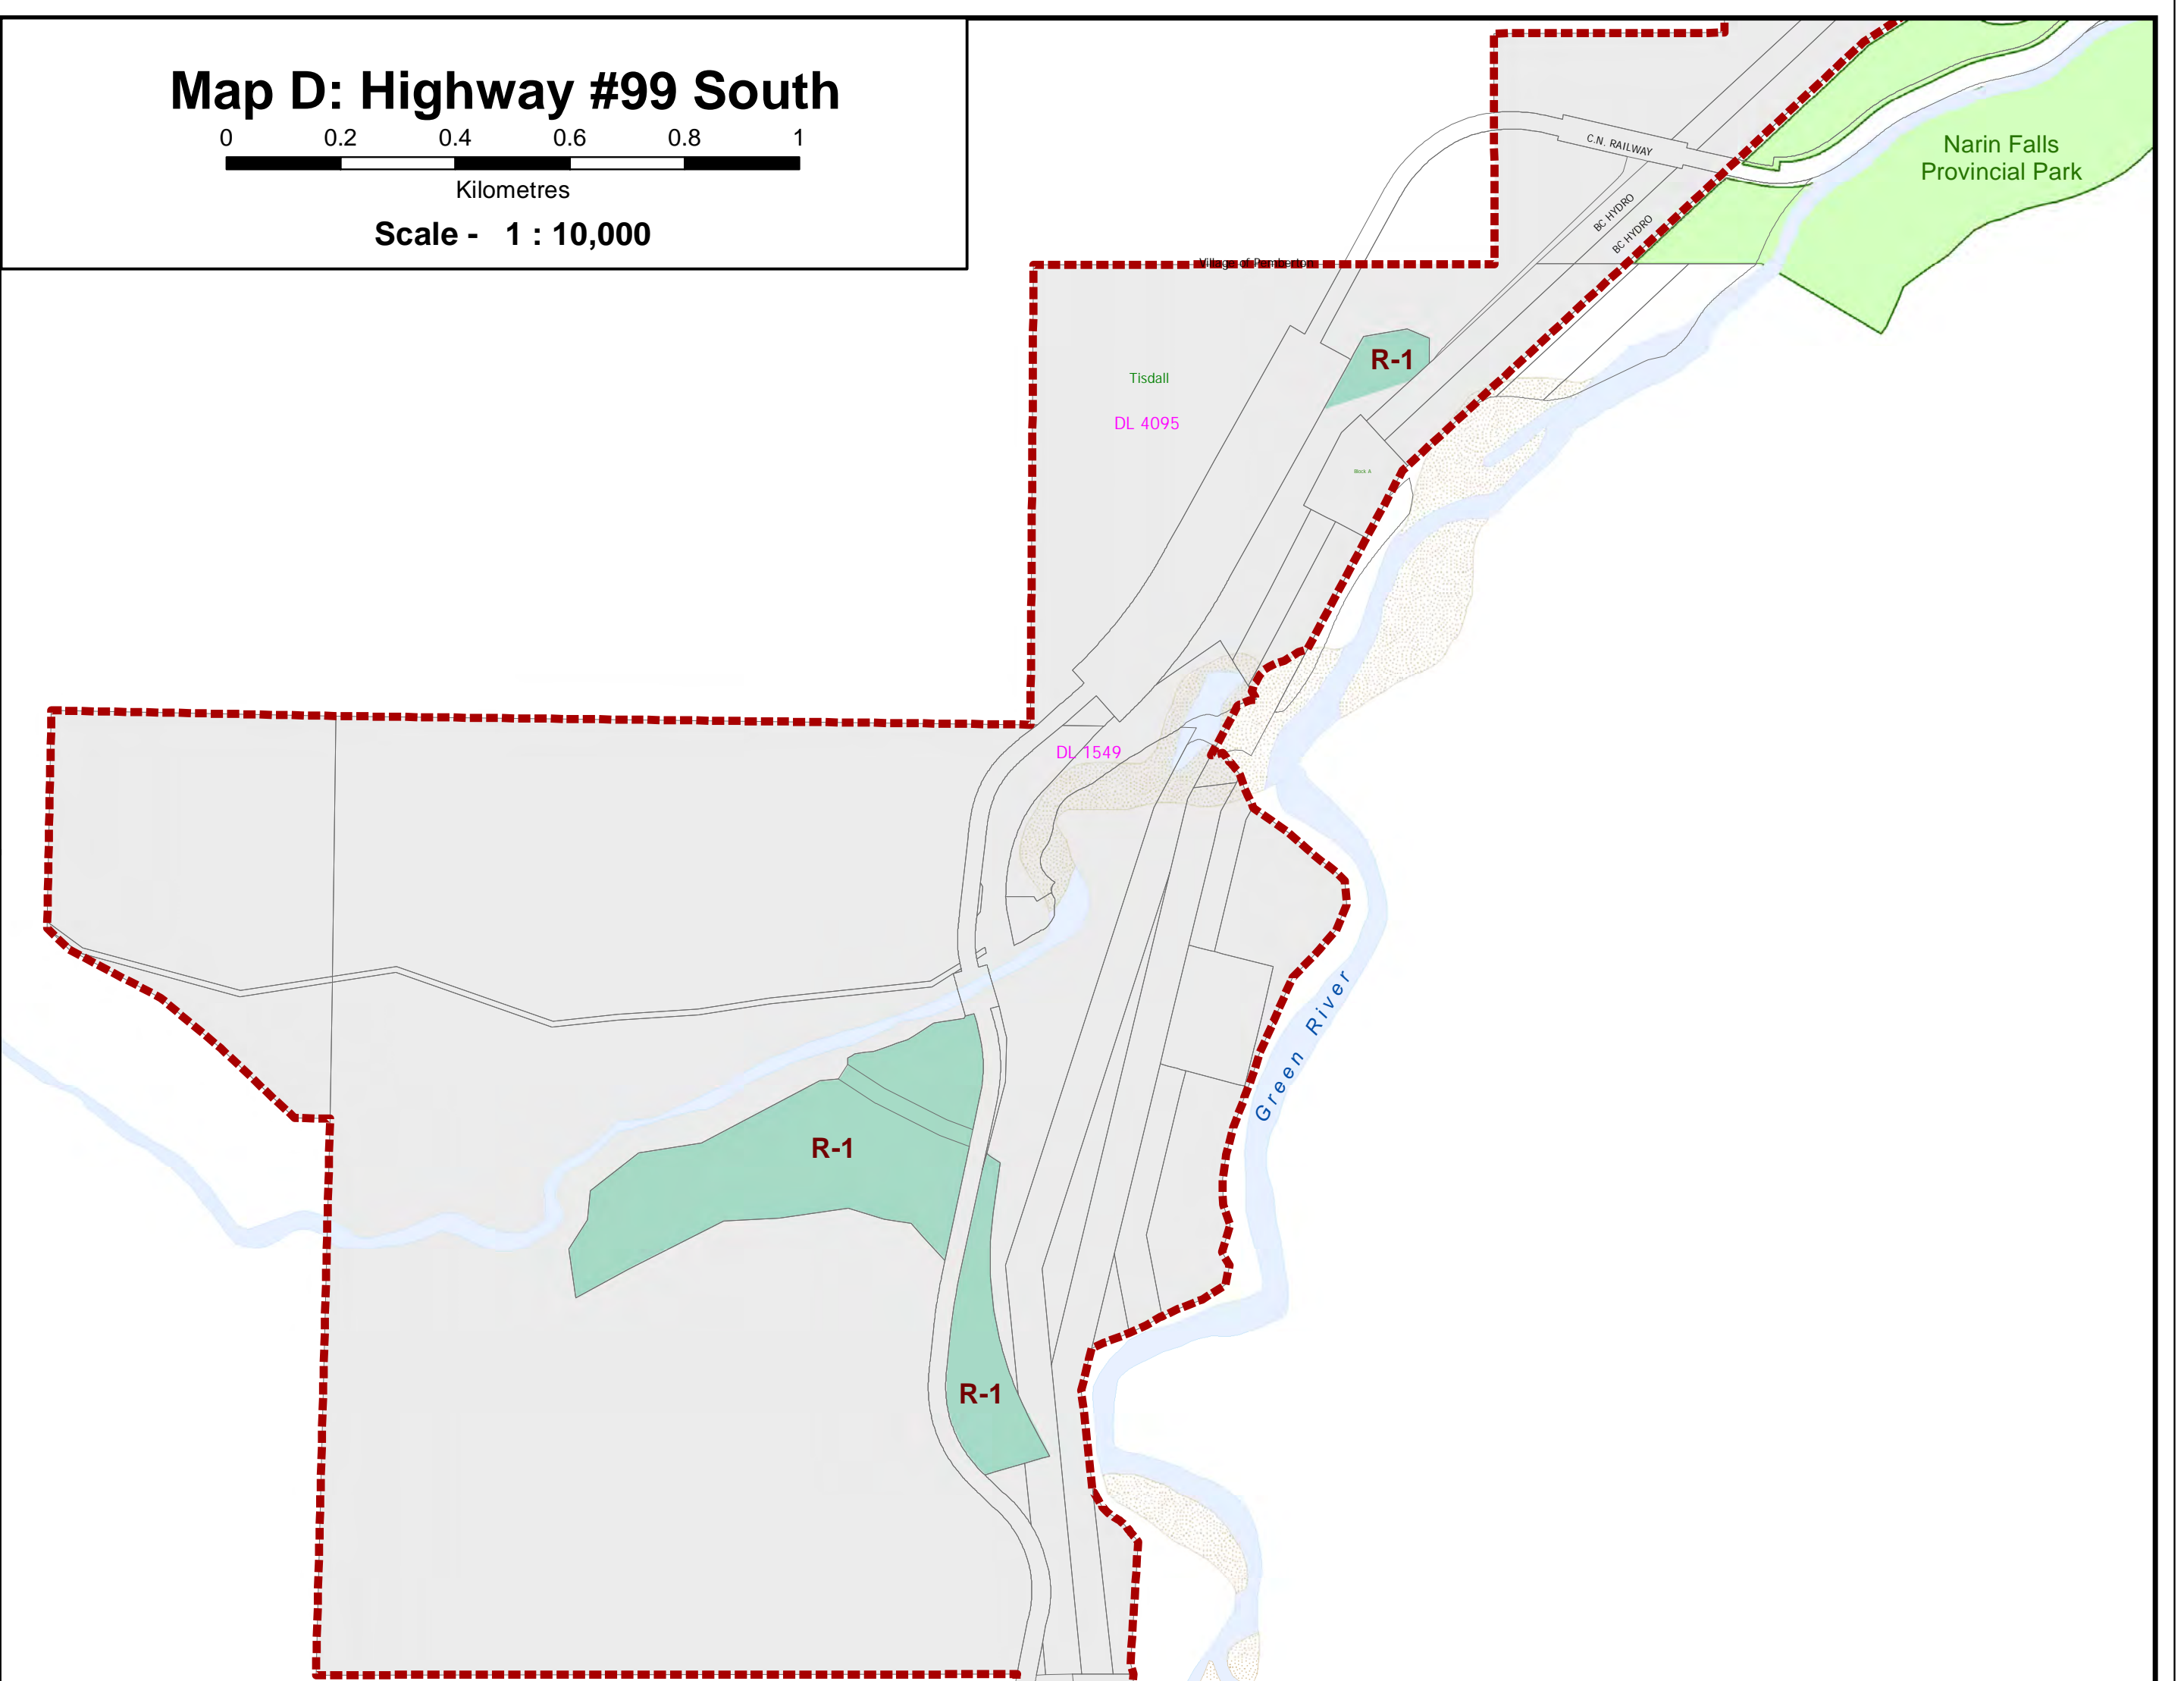 Map D: Highway #99 South
0 0.2 0.4 0.6 0.8 1
Kilometres
Scale - 1 : 10,000
C.N. RAILWAY
Narin Falls
Provincial Park
BC HYDRO
BC HYDRO
Village of Pemberton
R-1
Tisdall
DL 4095
Block A
DL 1549
Green River
R-1
R-1